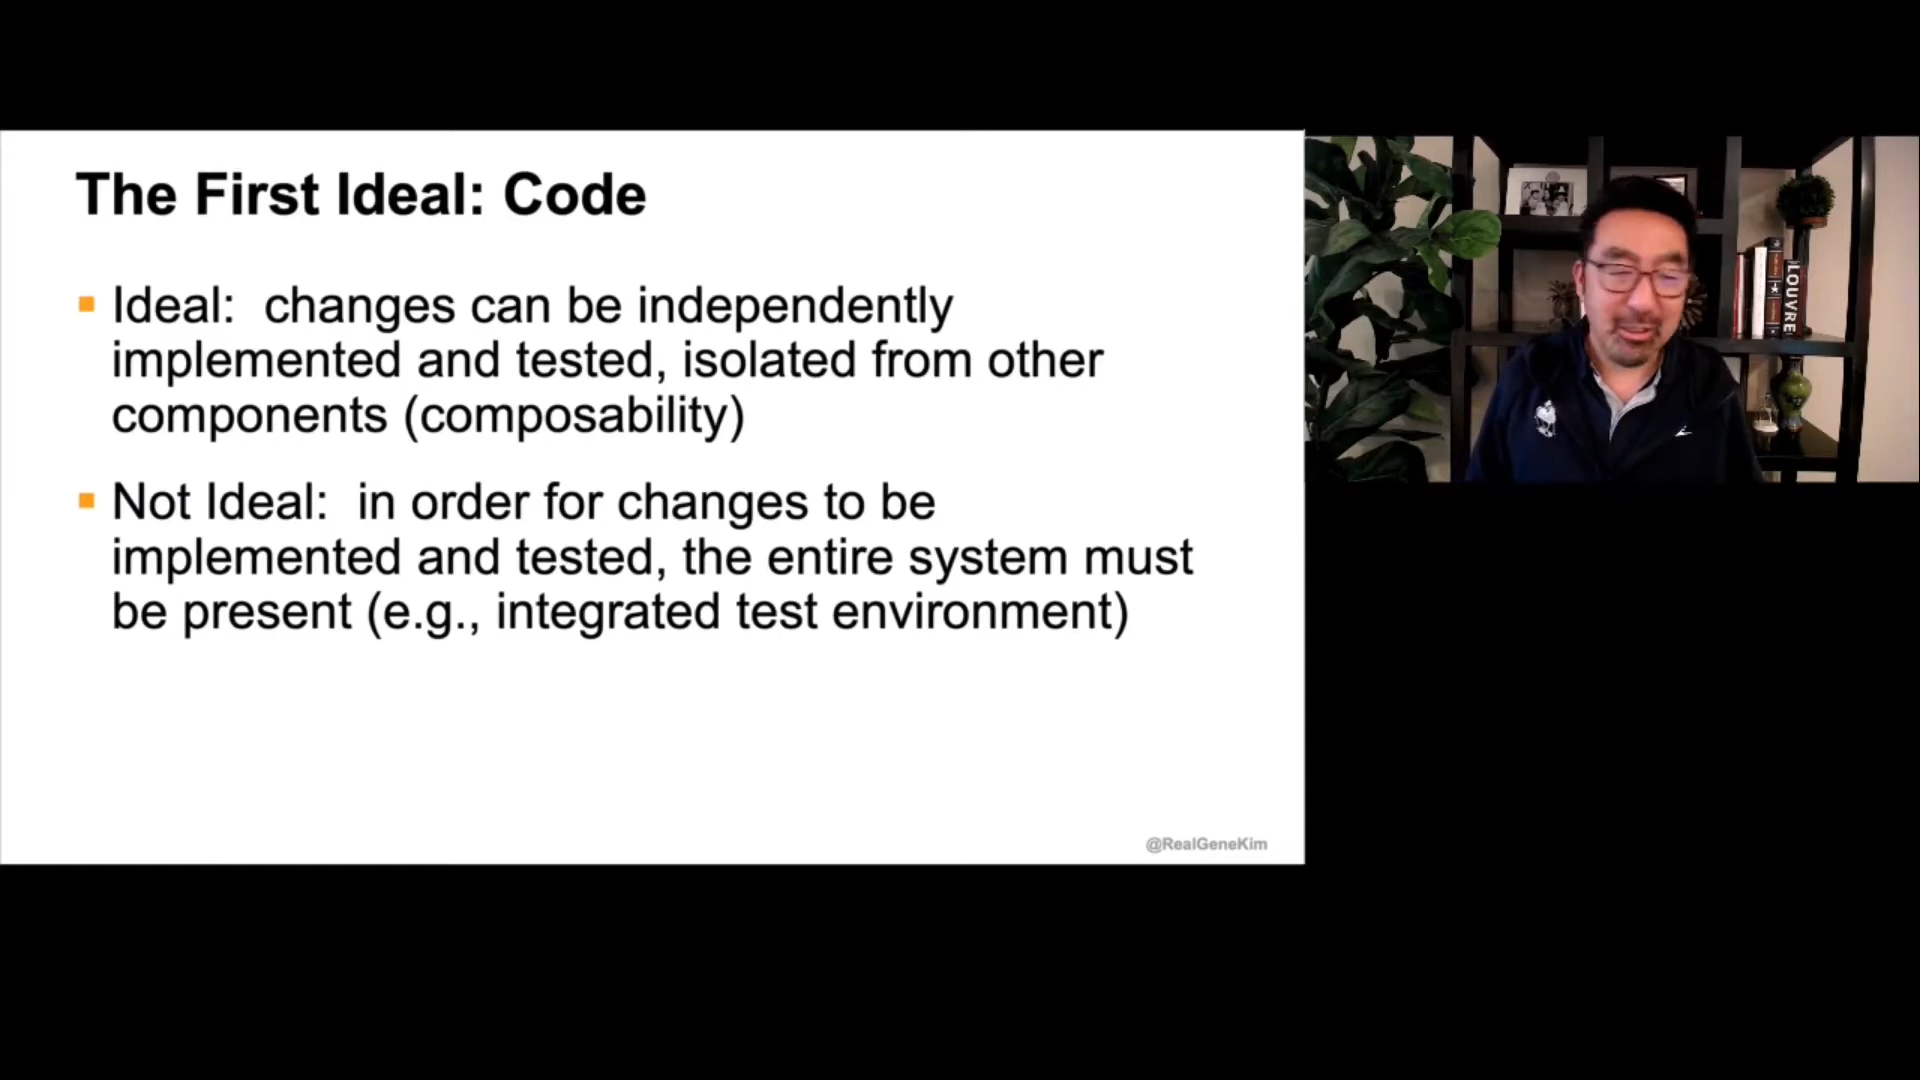 The First Ideal: Code
Ideal: changes can be independently
implemented and tested, isolated from other
components (composability)
Not Ideal: in order for changes to be
implemented and tested, the entire system must
be present (e.g., integrated test environment)
@RealGeneKim
LOUVRE